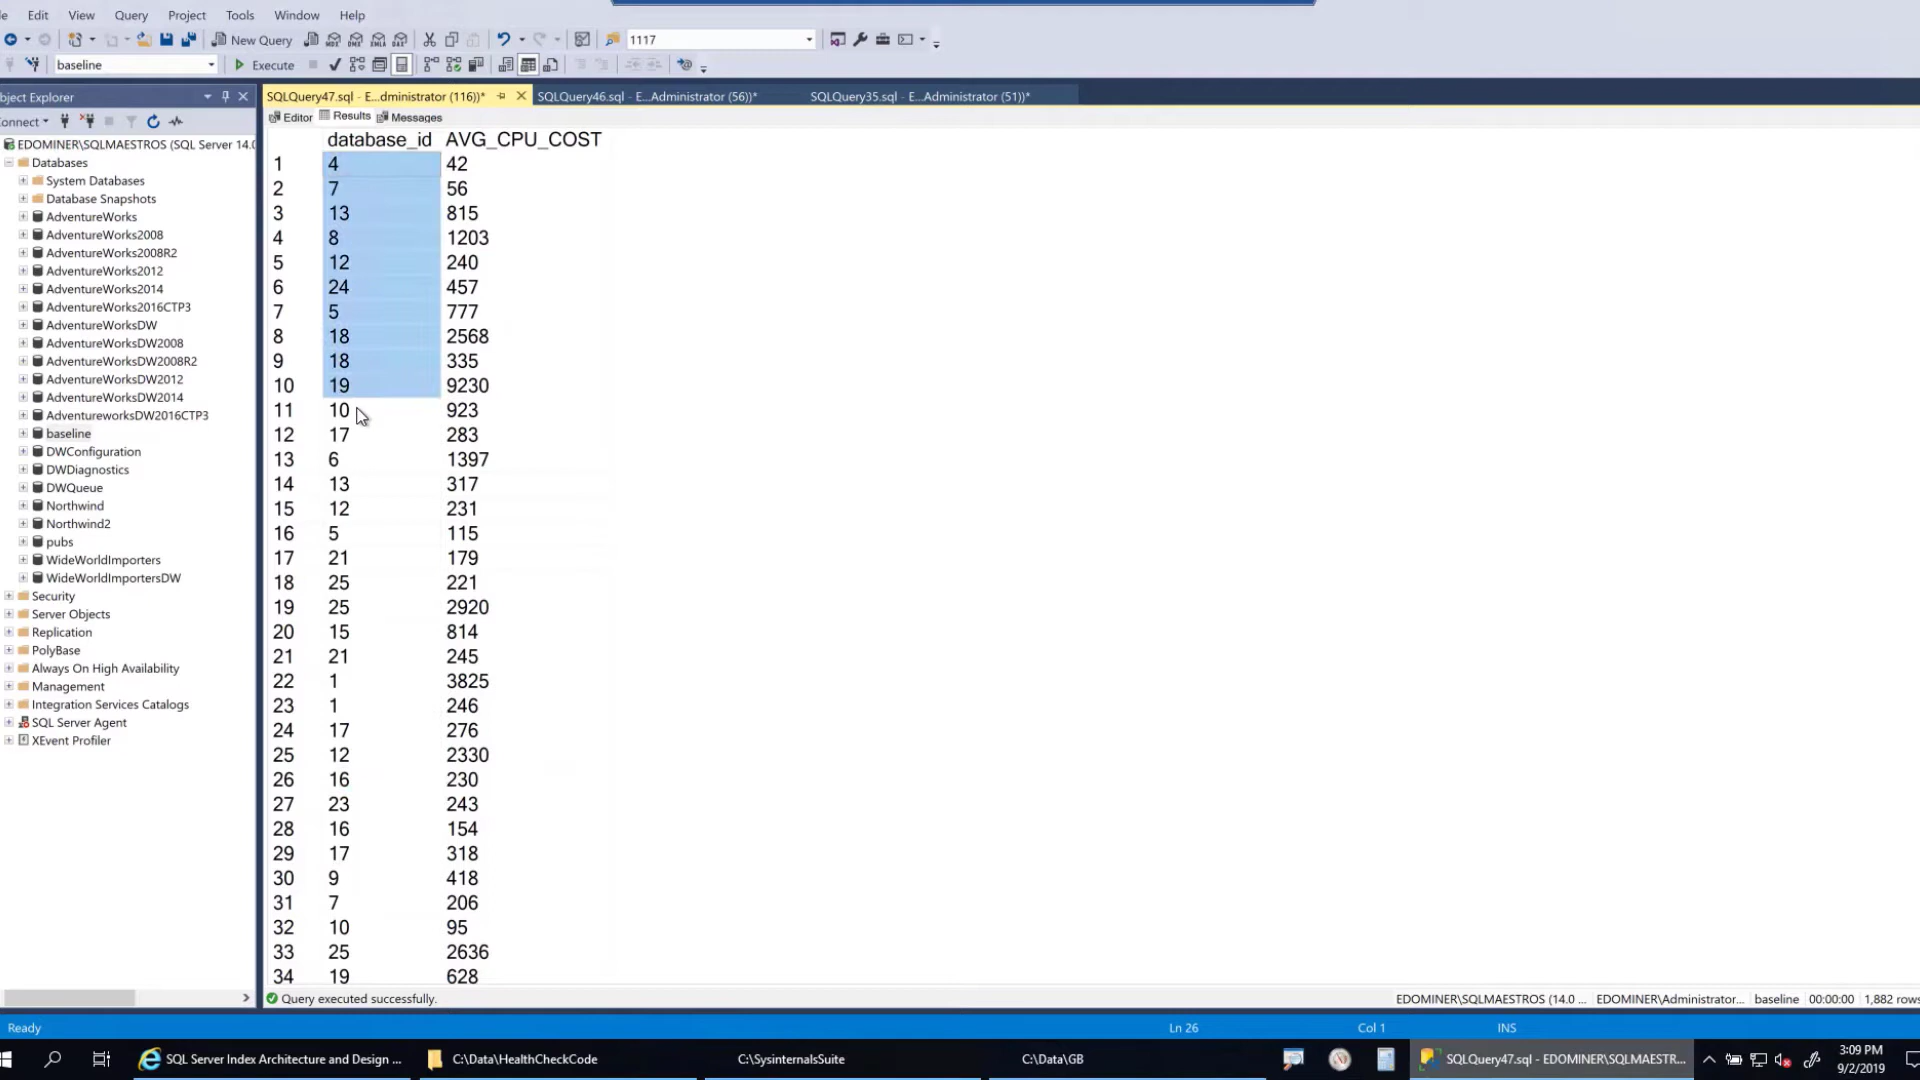 Edit View Query Project Tools Window Help
New Query 1117
baseline Execute
bject Explorer
SQLQuery47.sql - E...dministrator (116))* SQLQuery46.sql - E...Administrator (56))* SQLQuery35.sql - E...Administrator (51))*
onnect
Editor Results Messages
EDOMINER\SQLMAESTROS (SQL Server 14.0
Databases
System Databases
Database Snapshots
AdventureWorks
AdventureWorks2008
AdventureWorks2008R2
AdventureWorks2012
AdventureWorks2014
AdventureWorks2016CTP3
AdventureWorksDW
AdventureWorksDW2008
AdventureWorksDW2008R2
AdventureWorksDW2012
AdventureWorksDW2014
AdventureworksDW2016CTP3
baseline
DWConfiguration
DWDiagnostics
DWQueue
Northwind
Northwind2
pubs
WideWorldImporters
WideWorldImportersDW
Security
Server Objects
Replication
PolyBase
Always On High Availability
Management
Integration Services Catalogs
SQL Server Agent
XEvent Profiler
database_id AVG_CPU_COST
1 4 42
2 7 56
3 13 815
4 8 1203
5 12 240
6 24 457
7 5 777
8 18 2568
9 18 335
10 19 9230
11 10 923
12 17 283
13 6 1397
14 13 317
15 12 231
16 5 115
17 21 179
18 25 221
19 25 2920
20 15 814
21 21 245
22 1 3825
23 1 246
24 17 276
25 12 2330
26 16 230
27 23 243
28 16 154
29 17 318
30 9 418
31 7 206
32 10 95
33 25 2636
34 19 628
Query executed successfully. EDOMINER\SQLMAESTROS (14.0 ... EDOMINER\Administrator... baseline 00:00:00 1,882 rows
Ready Ln 26 Col 1 INS
SQL Server Index Architecture and Design ... C:\Data\HealthCheckCode C:\SysinternalsSuite C:\Data\GB SQLQuery47.sql - EDOMINER\SQLMAESTR... 3:09 PM
9/2/2019